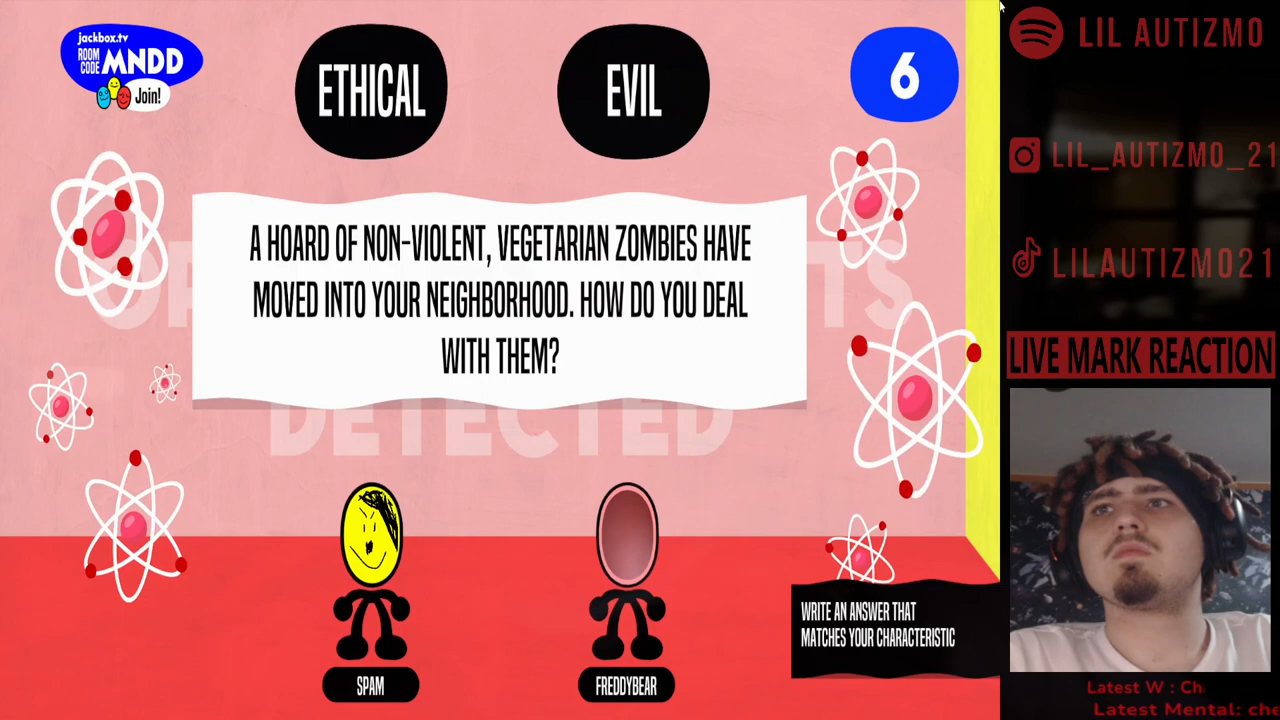 jackbox.tv
ROOM CODE MNDD
Join!
ETHICAL
EVIL
6
A HOARD OF NON-VIOLENT, VEGETARIAN ZOMBIES HAVE
MOVED INTO YOUR NEIGHBORHOOD. HOW DO YOU DEAL
WITH THEM?
DETECTED
WRITE AN ANSWER THAT
MATCHES YOUR CHARACTERISTIC
SPAM
FREDDYBEAR
LIL AUTIZMO
LIL_AUTIZMO_21
LILAUTIZMO21
LIVE MARK REACTION
Latest W : Ch
Latest Mental: che